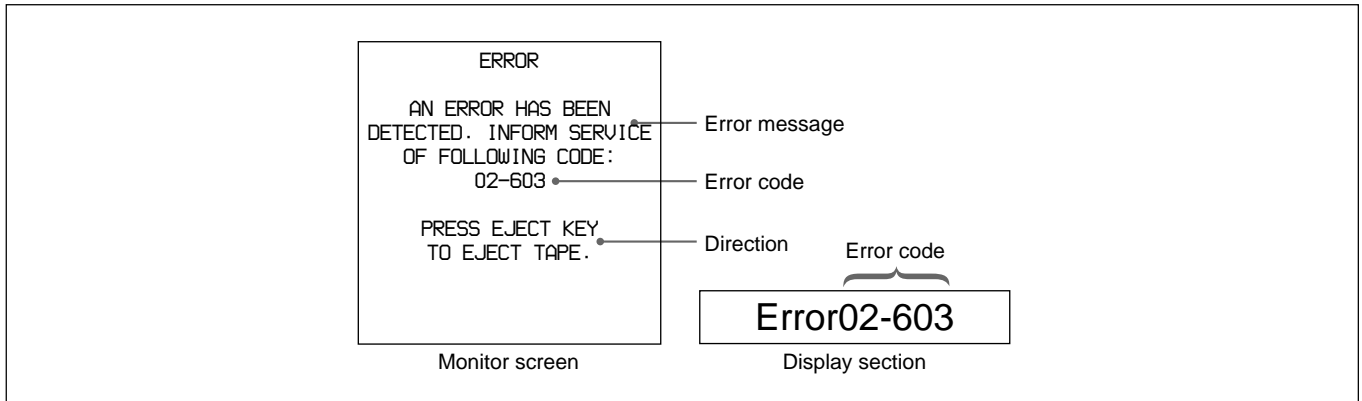 ERROR
AN ERROR HAS BEEN
DETECTED. INFORM SERVICE
OF FOLLOWING CODE:
02-603
PRESS EJECT KEY
TO EJECT TAPE.
Error message
Error code
Direction
Error code
Error02-603
Monitor screen
Display section